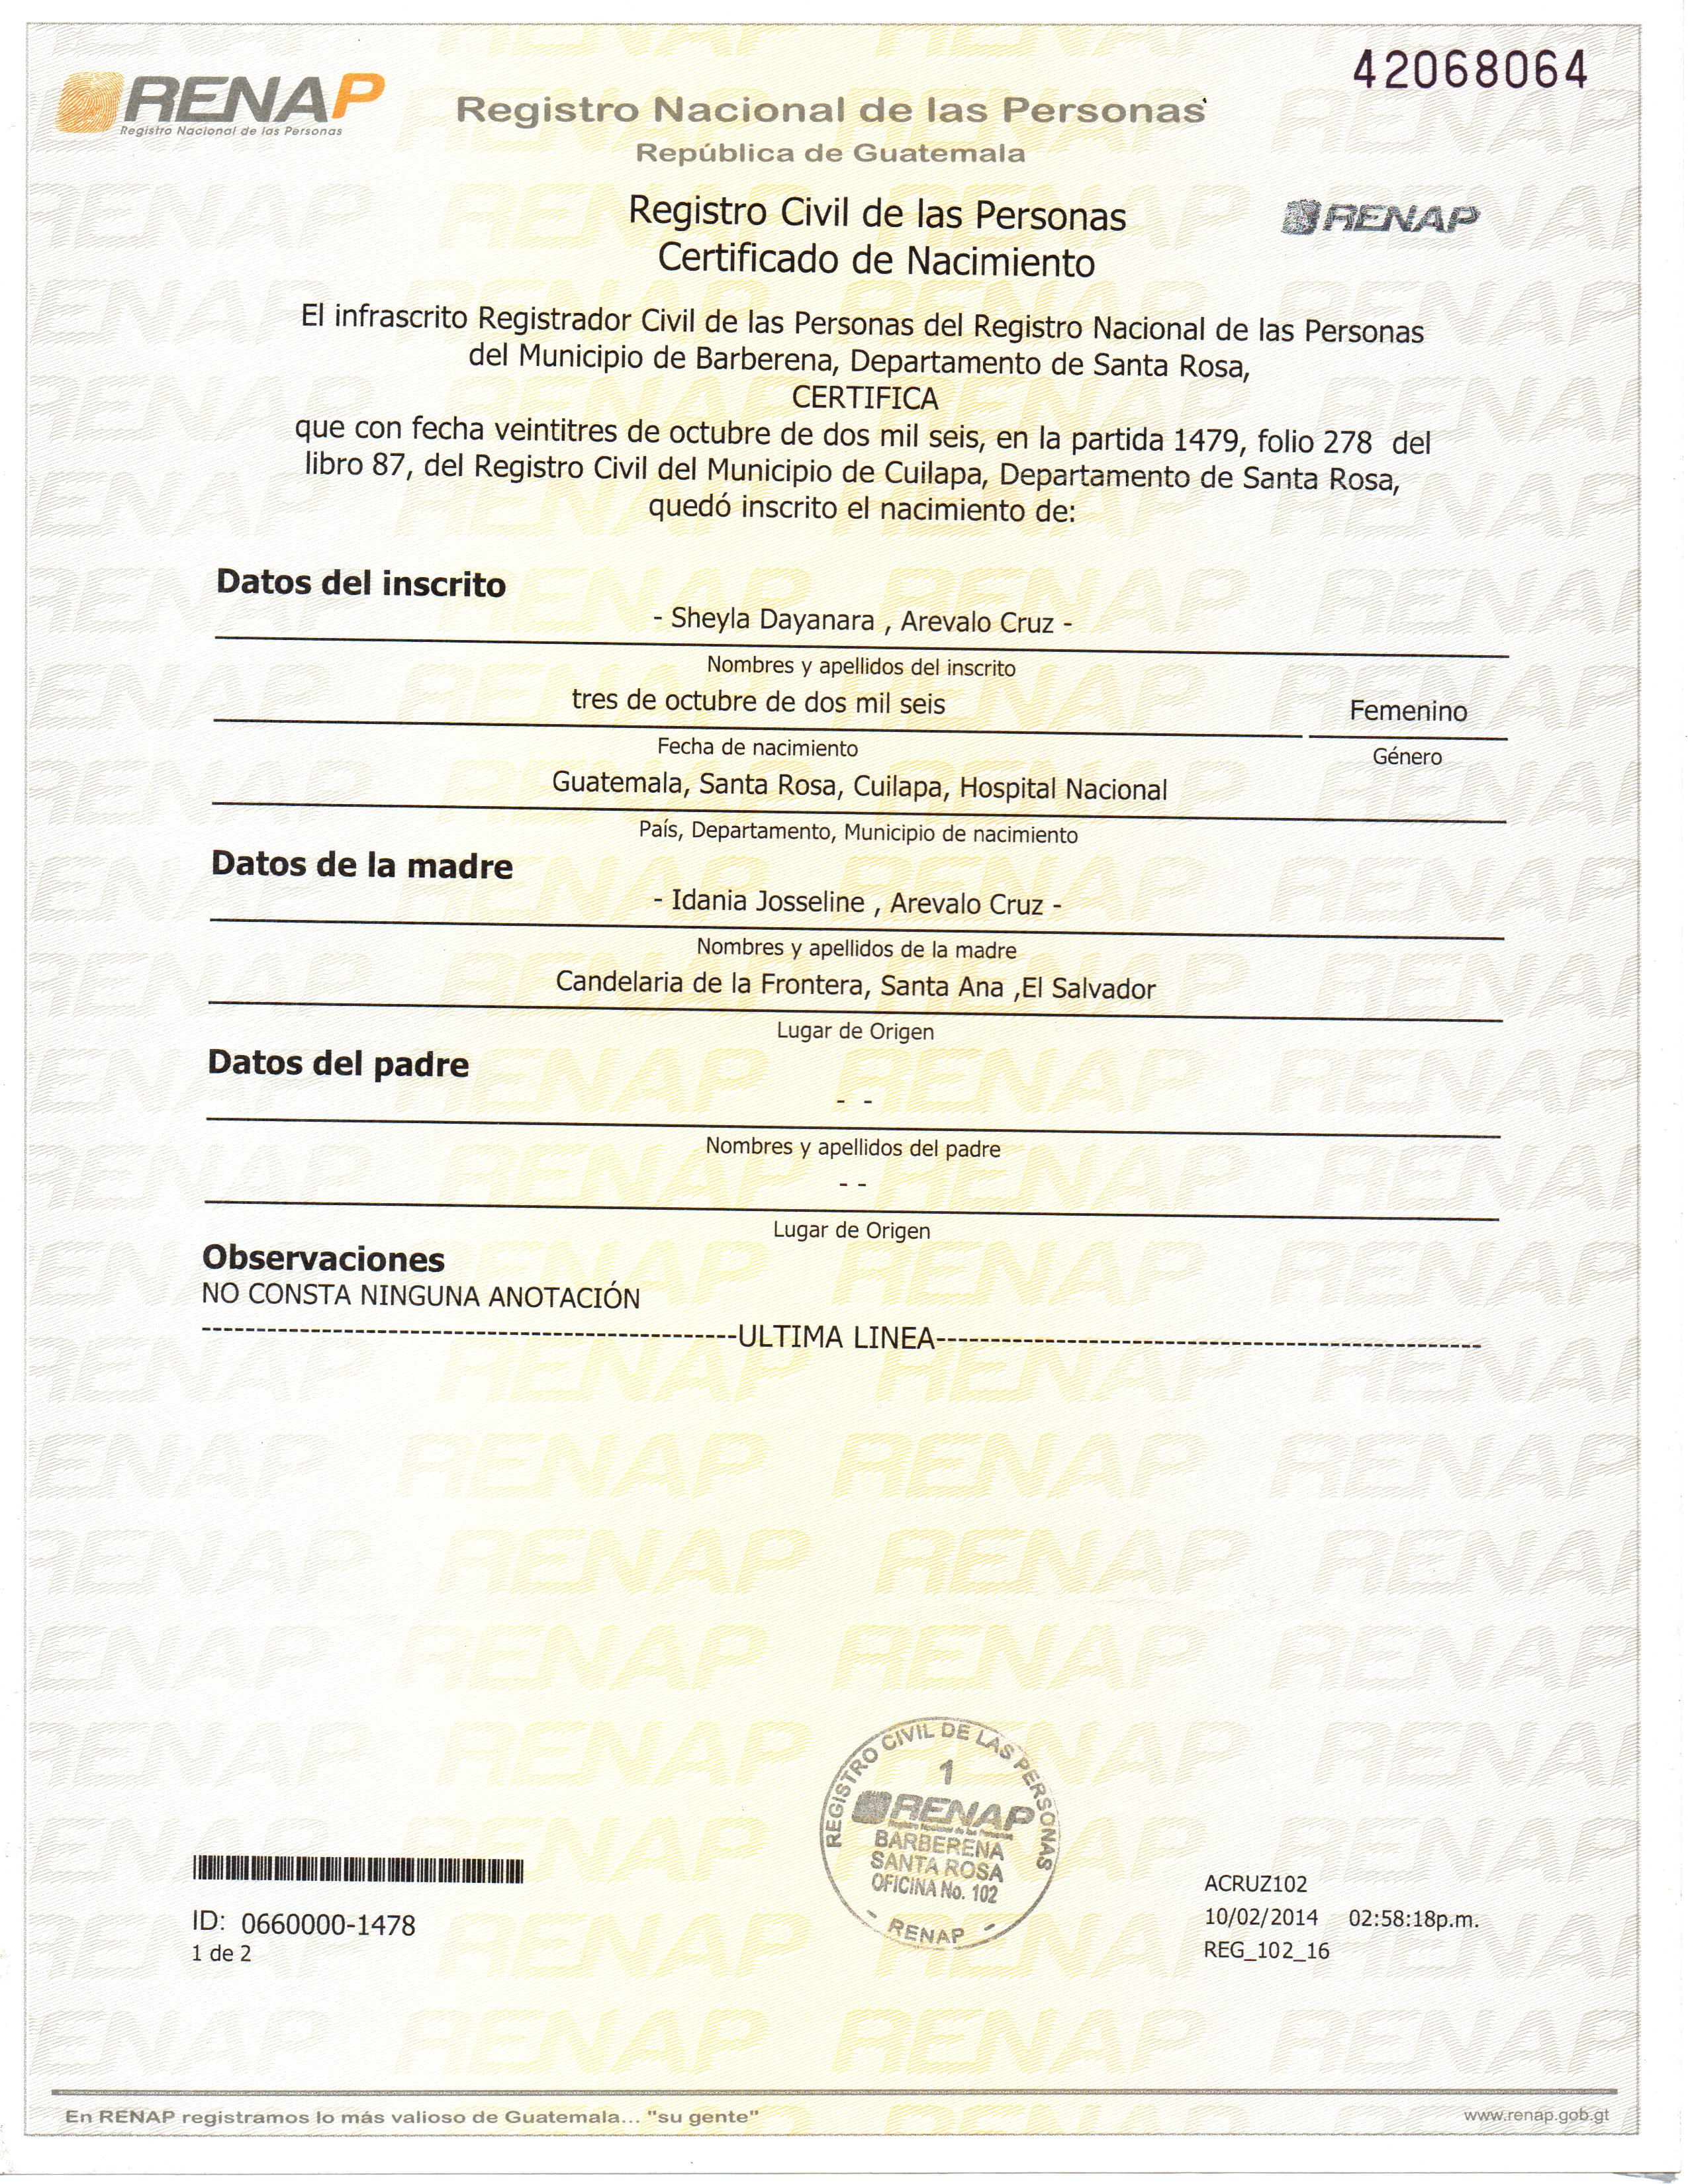 42068064
RENAP
Registro Nacional de las Personas
Registro Nacional de las Personas
República de Guatemala
Registro Civil de las Personas
RENAP
Certificado de Nacimiento
El infrascrito Registrador Civil de las Personas del Registro Nacional de las Personas
del Municipio de Barberena, Departamento de Santa Rosa,
CERTIFICA
que con fecha veintitres de octubre de dos mil seis, en la partida 1479, folio 278 del
libro 87, del Registro Civil del Municipio de Cuilapa, Departamento de Santa Rosa,
quedó inscrito el nacimiento de:
Datos del inscrito
- Sheyla Dayanara , Arevalo Cruz -
Nombres y apellidos del inscrito
tres de octubre de dos mil seis
Femenino
Fecha de nacimiento
Género
Guatemala, Santa Rosa, Cuilapa, Hospital Nacional
País, Departamento, Municipio de nacimiento
Datos de la madre
- Idania Josseline , Arevalo Cruz -
Nombres y apellidos de la madre
Candelaria de la Frontera, Santa Ana ,El Salvador
Lugar de Origen
Datos del padre
- -
Nombres y apellidos del padre
- -
Lugar de Origen
Observaciones
NO CONSTA NINGUNA ANOTACIÓN
-------------------------------------------------ULTIMA LINEA-------------------------------------------------
REGISTRO CIVIL DE LAS PERSONAS
1
RENAP
Registro Nacional de las Personas
BARBERENA
SANTA ROSA
OFICINA No. 102
- RENAP -
ID: 0660000-1478
1 de 2
ACRUZ102
10/02/2014 02:58:18p.m.
REG_102_16
En RENAP registramos lo más valioso de Guatemala... "su gente"
www.renap.gob.gt